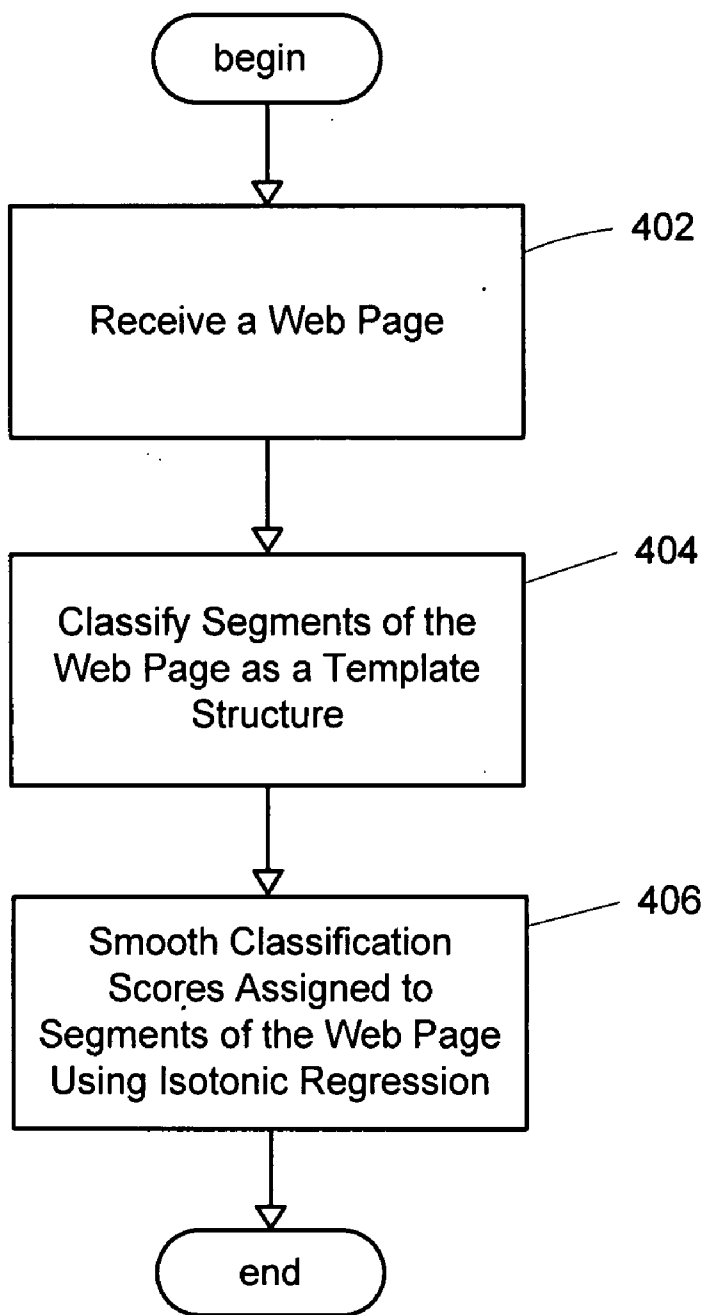 begin
402
Receive a Web Page
404
Classify Segments of the
Web Page as a Template
Structure
406
Smooth Classification
Scores Assigned to
Segments of the Web Page
Using Isotonic Regression
end